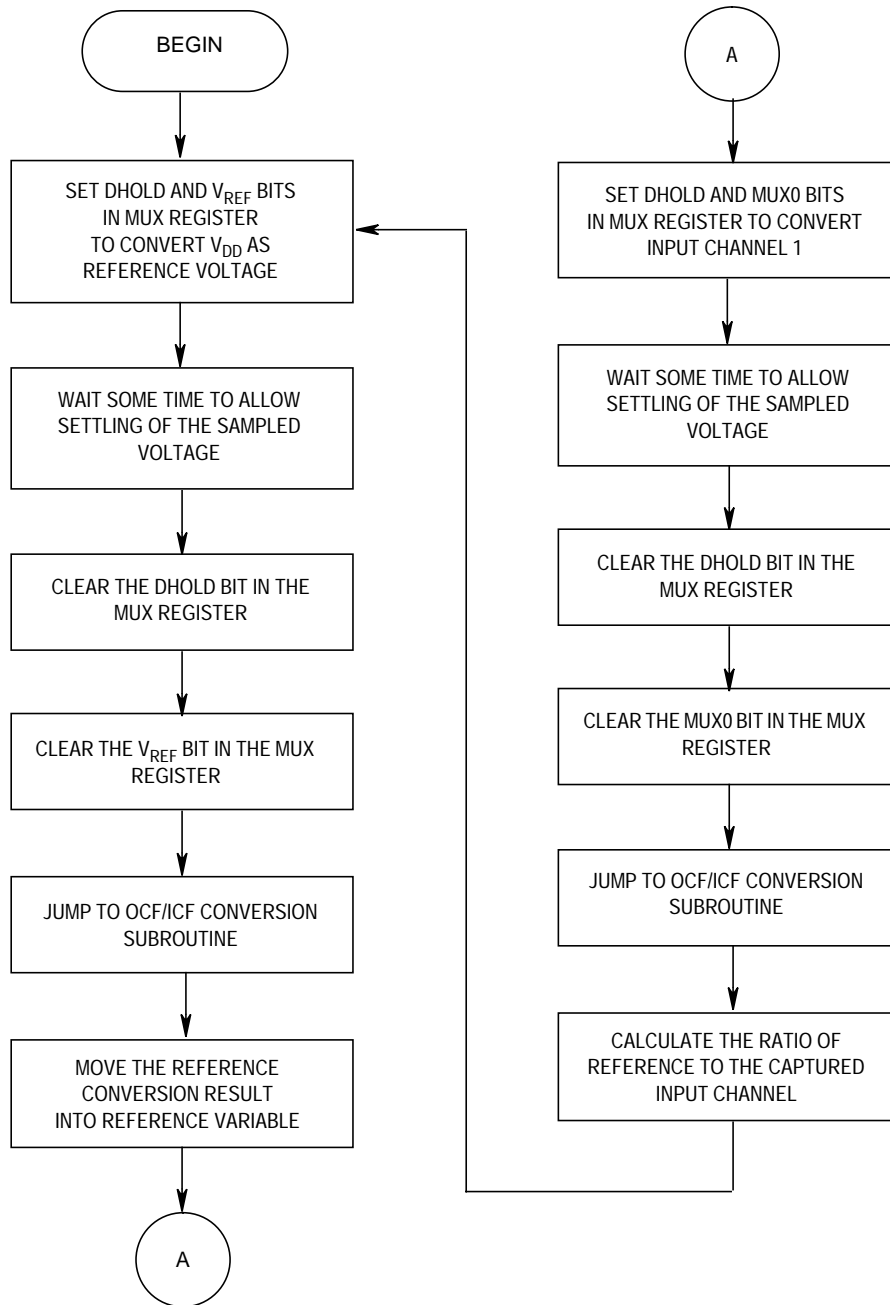 BEGIN
SET DHOLD AND VREF BITS
IN MUX REGISTER
TO CONVERT VDD AS
REFERENCE VOLTAGE
WAIT SOME TIME TO ALLOW
SETTLING OF THE SAMPLED
VOLTAGE
CLEAR THE DHOLD BIT IN THE
MUX REGISTER
CLEAR THE VREF BIT IN THE MUX
REGISTER
JUMP TO OCF/ICF CONVERSION
SUBROUTINE
MOVE THE REFERENCE
CONVERSION RESULT
INTO REFERENCE VARIABLE
A
A
SET DHOLD AND MUX0 BITS
IN MUX REGISTER TO CONVERT
INPUT CHANNEL 1
WAIT SOME TIME TO ALLOW
SETTLING OF THE SAMPLED
VOLTAGE
CLEAR THE DHOLD BIT IN THE
MUX REGISTER
CLEAR THE MUX0 BIT IN THE MUX
REGISTER
JUMP TO OCF/ICF CONVERSION
SUBROUTINE
CALCULATE THE RATIO OF
REFERENCE TO THE CAPTURED
INPUT CHANNEL